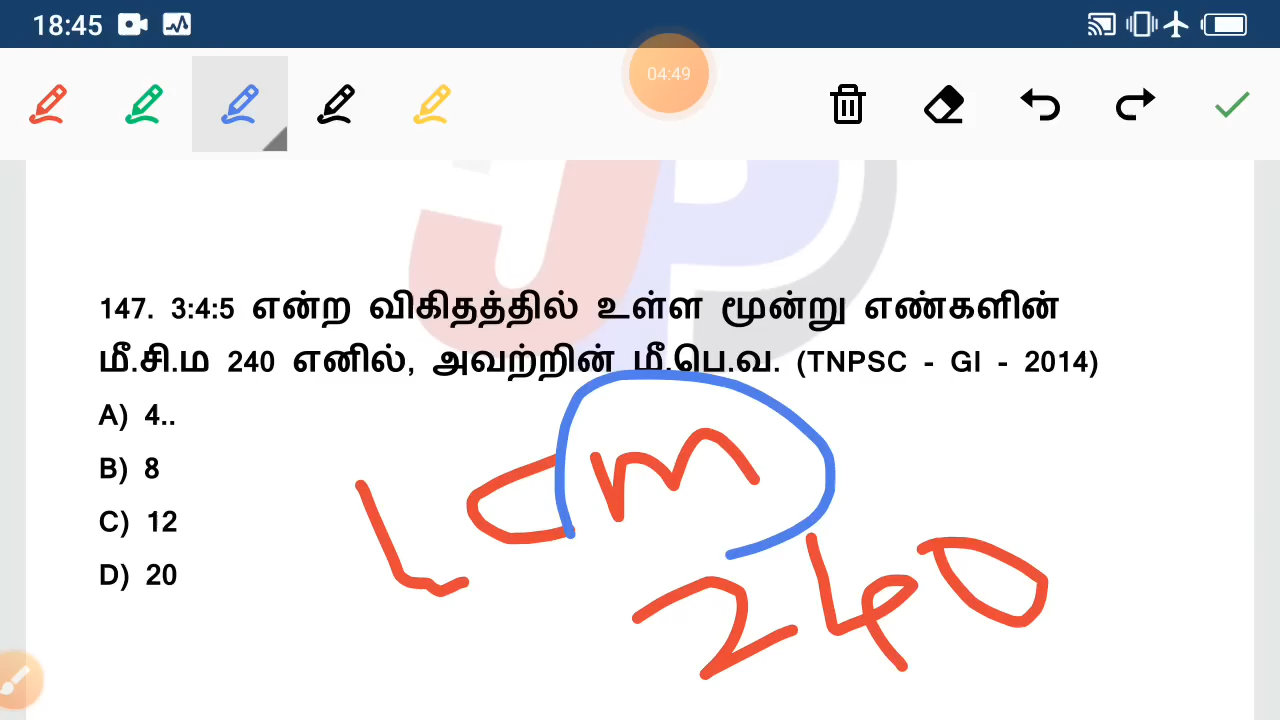 18:45
04:49
JP
147. 3:4:5 என்ற விகிதத்தில் உள்ள மூன்று எண்களின்
மீ.சி.ம 240 எனில், அவற்றின் மீ.பெ.வ. (TNPSC - GI - 2014)
A) 4..
B) 8
C) 12
D) 20
Lcm
240